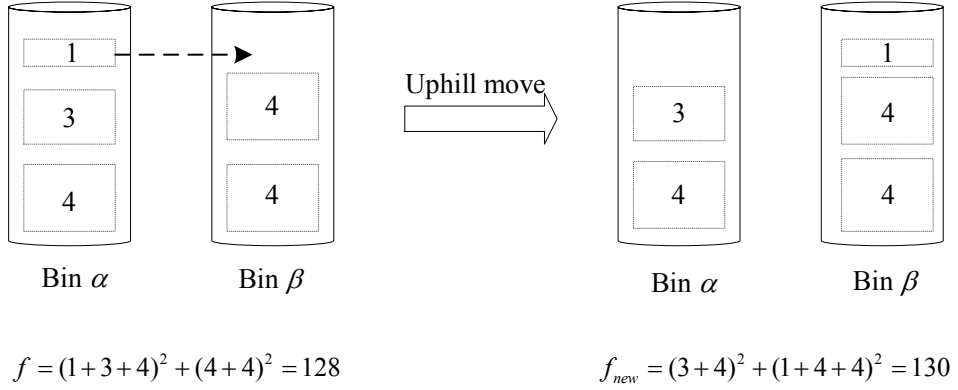 1
3
4
Bin α
4
4
Bin β
Uphill move
3
4
Bin α
1
4
4
Bin β
f = (1+3+4)² + (4+4)² = 128
f_new = (3+4)² + (1+4+4)² = 130